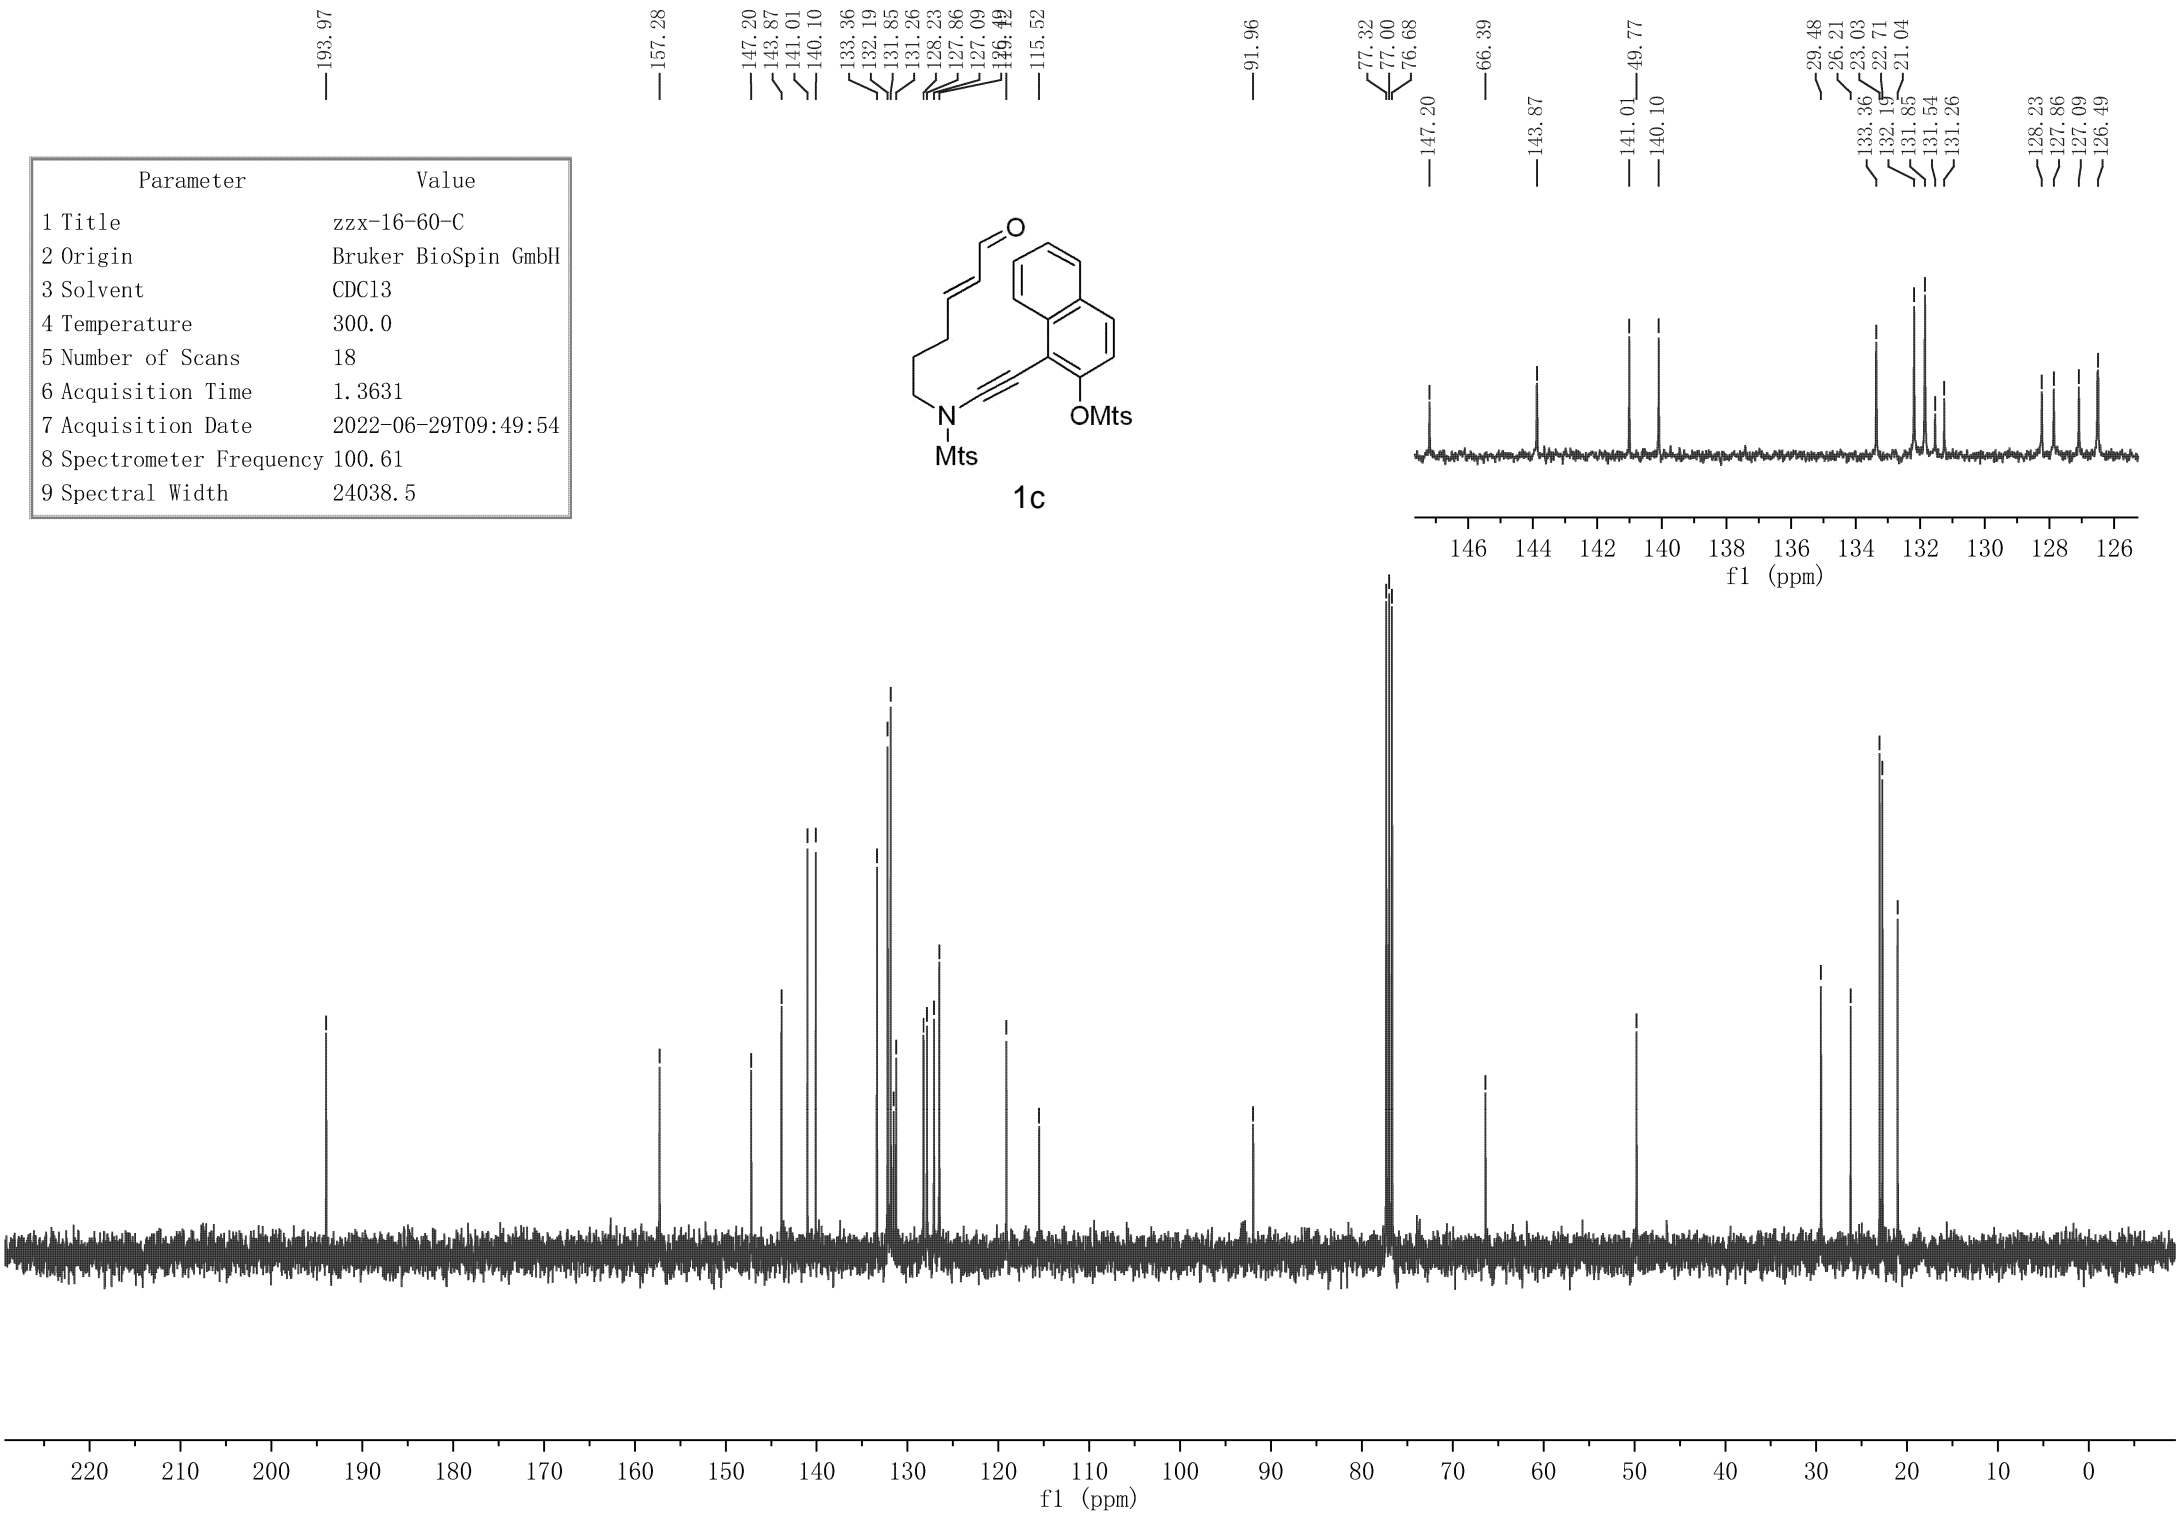 193.97
157.28
147.20
143.87
141.01
140.10
133.36
132.19
131.85
131.26
128.23
127.86
127.09
126.49
119.12
115.52
91.96
77.32
77.00
76.68
66.39
49.77
29.48
26.21
23.03
22.71
21.04
147.20
143.87
141.01
140.10
133.36
132.19
131.85
131.54
131.26
128.23
127.86
127.09
126.49
Parameter Value
1 Title zzx-16-60-C
2 Origin Bruker BioSpin GmbH
3 Solvent CDCl3
4 Temperature 300.0
5 Number of Scans 18
6 Acquisition Time 1.3631
7 Acquisition Date 2022-06-29T09:49:54
8 Spectrometer Frequency 100.61
9 Spectral Width 24038.5
O
N
OMts
Mts
1c
146 144 142 140 138 136 134 132 130 128 126
f1 (ppm)
220 210 200 190 180 170 160 150 140 130 120 110 100 90 80 70 60 50 40 30 20 10 0
f1 (ppm)